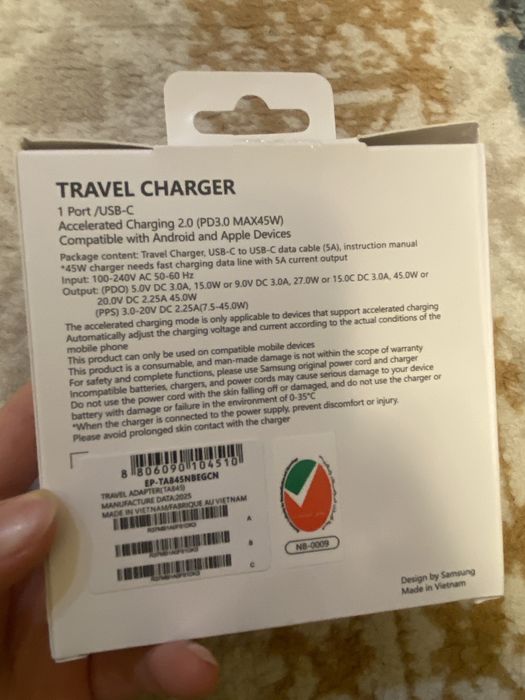 TRAVEL CHARGER
1 Port /USB-C
Accelerated Charging 2.0 (PD3.0 MAX45W)
Compatible with Android and Apple Devices
Package content: Travel Charger, USB-C to USB-C data cable (5A), instruction manual
*45W charger needs fast charging data line with 5A current output
Input: 100-240V AC 50-60 Hz
Output: (PDO) 5.0V DC 3.0A, 15.0W or 9.0V DC 3.0A, 27.0W or 15.0C DC 3.0A, 45.0W or
20.0V DC 2.25A 45.0W
(PPS) 3.0-20V DC 2.25A(7.5-45.0W)
The accelerated charging mode is only applicable to devices that support accelerated charging
Automatically adjust the charging voltage and current according to the actual conditions of the
mobile phone
This product can only be used on compatible mobile devices
This product is a consumable, and man-made damage is not within the scope of warranty
For safety and complete functions, please use Samsung original power cord and charger
Incompatible batteries, chargers, and power cords may cause serious damage to your device
Do not use the power cord with the skin falling off or damaged, and do not use the charger or
battery with damage or failure in the environment of 0-35°C
*When the charger is connected to the power supply, prevent discomfort or injury.
Please avoid prolonged skin contact with the charger
8 806090 104510
EP-TA845NBEGCN
TRAVEL ADAPTER(TA845)
MANUFACTURE DATA:2025
MADE IN VIETNAM/FABRIQUE AU VIETNAM
A
B
C
NB-0009
Design by Samsung
Made in Vietnam